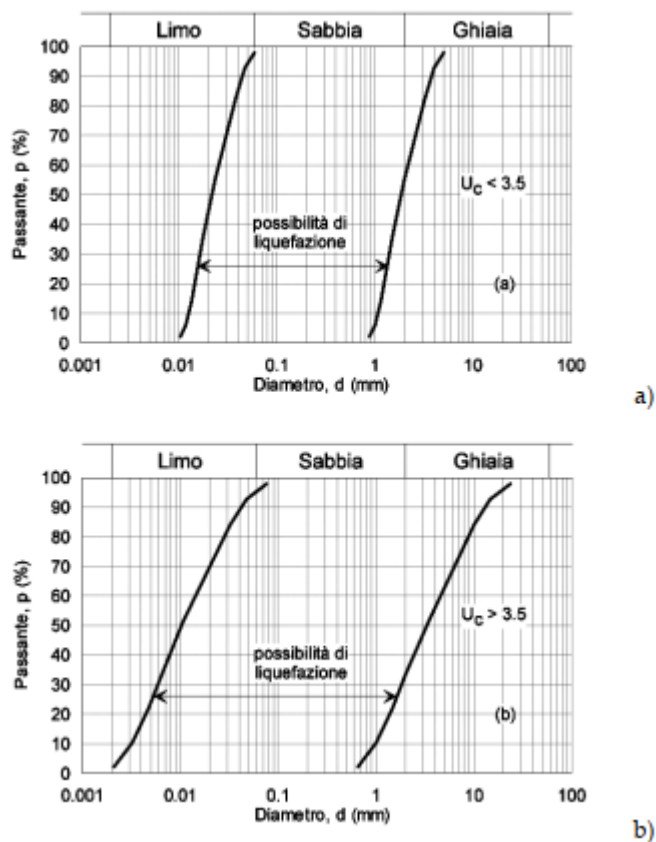 Limo Sabbia Ghiaia
100
90
80
70
60
50
40
30
20
10
0
Passante, p (%)
U_C < 3.5
possibilità di
liquefazione
(a)
0.001 0.01 0.1 1 10 100
Diametro, d (mm)
a)
Limo Sabbia Ghiaia
100
90
80
70
60
50
40
30
20
10
0
Passante, p (%)
U_C > 3.5
possibilità di
liquefazione
(b)
0.001 0.01 0.1 1 10 100
Diametro, d (mm)
b)